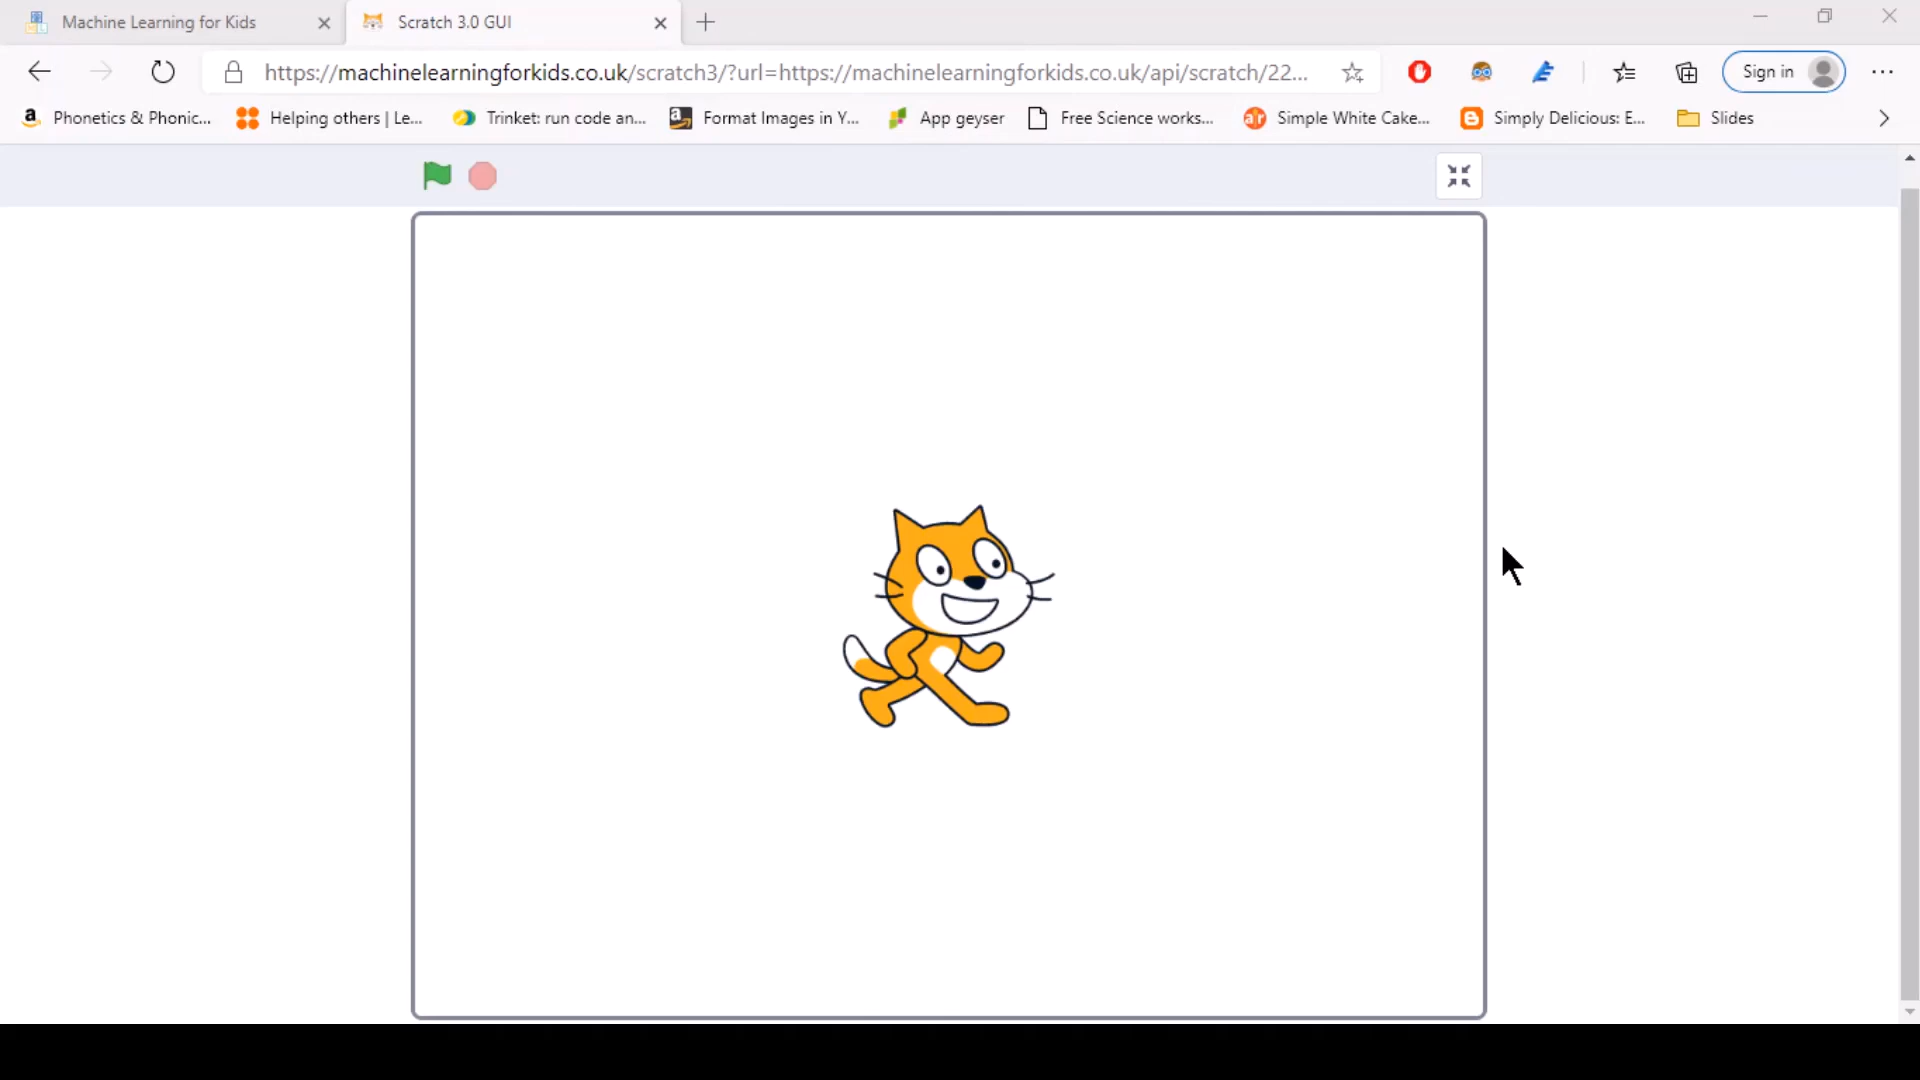 Machine Learning for Kids
Scratch 3.0 GUI
https://machinelearningforkids.co.uk/scratch3/?url=https://machinelearningforkids.co.uk/api/scratch/22...
Sign in
Phonetics & Phonic...
Helping others | Le...
Trinket: run code an...
Format Images in Y...
App geyser
Free Science works...
Simple White Cake...
Simply Delicious: E...
Slides